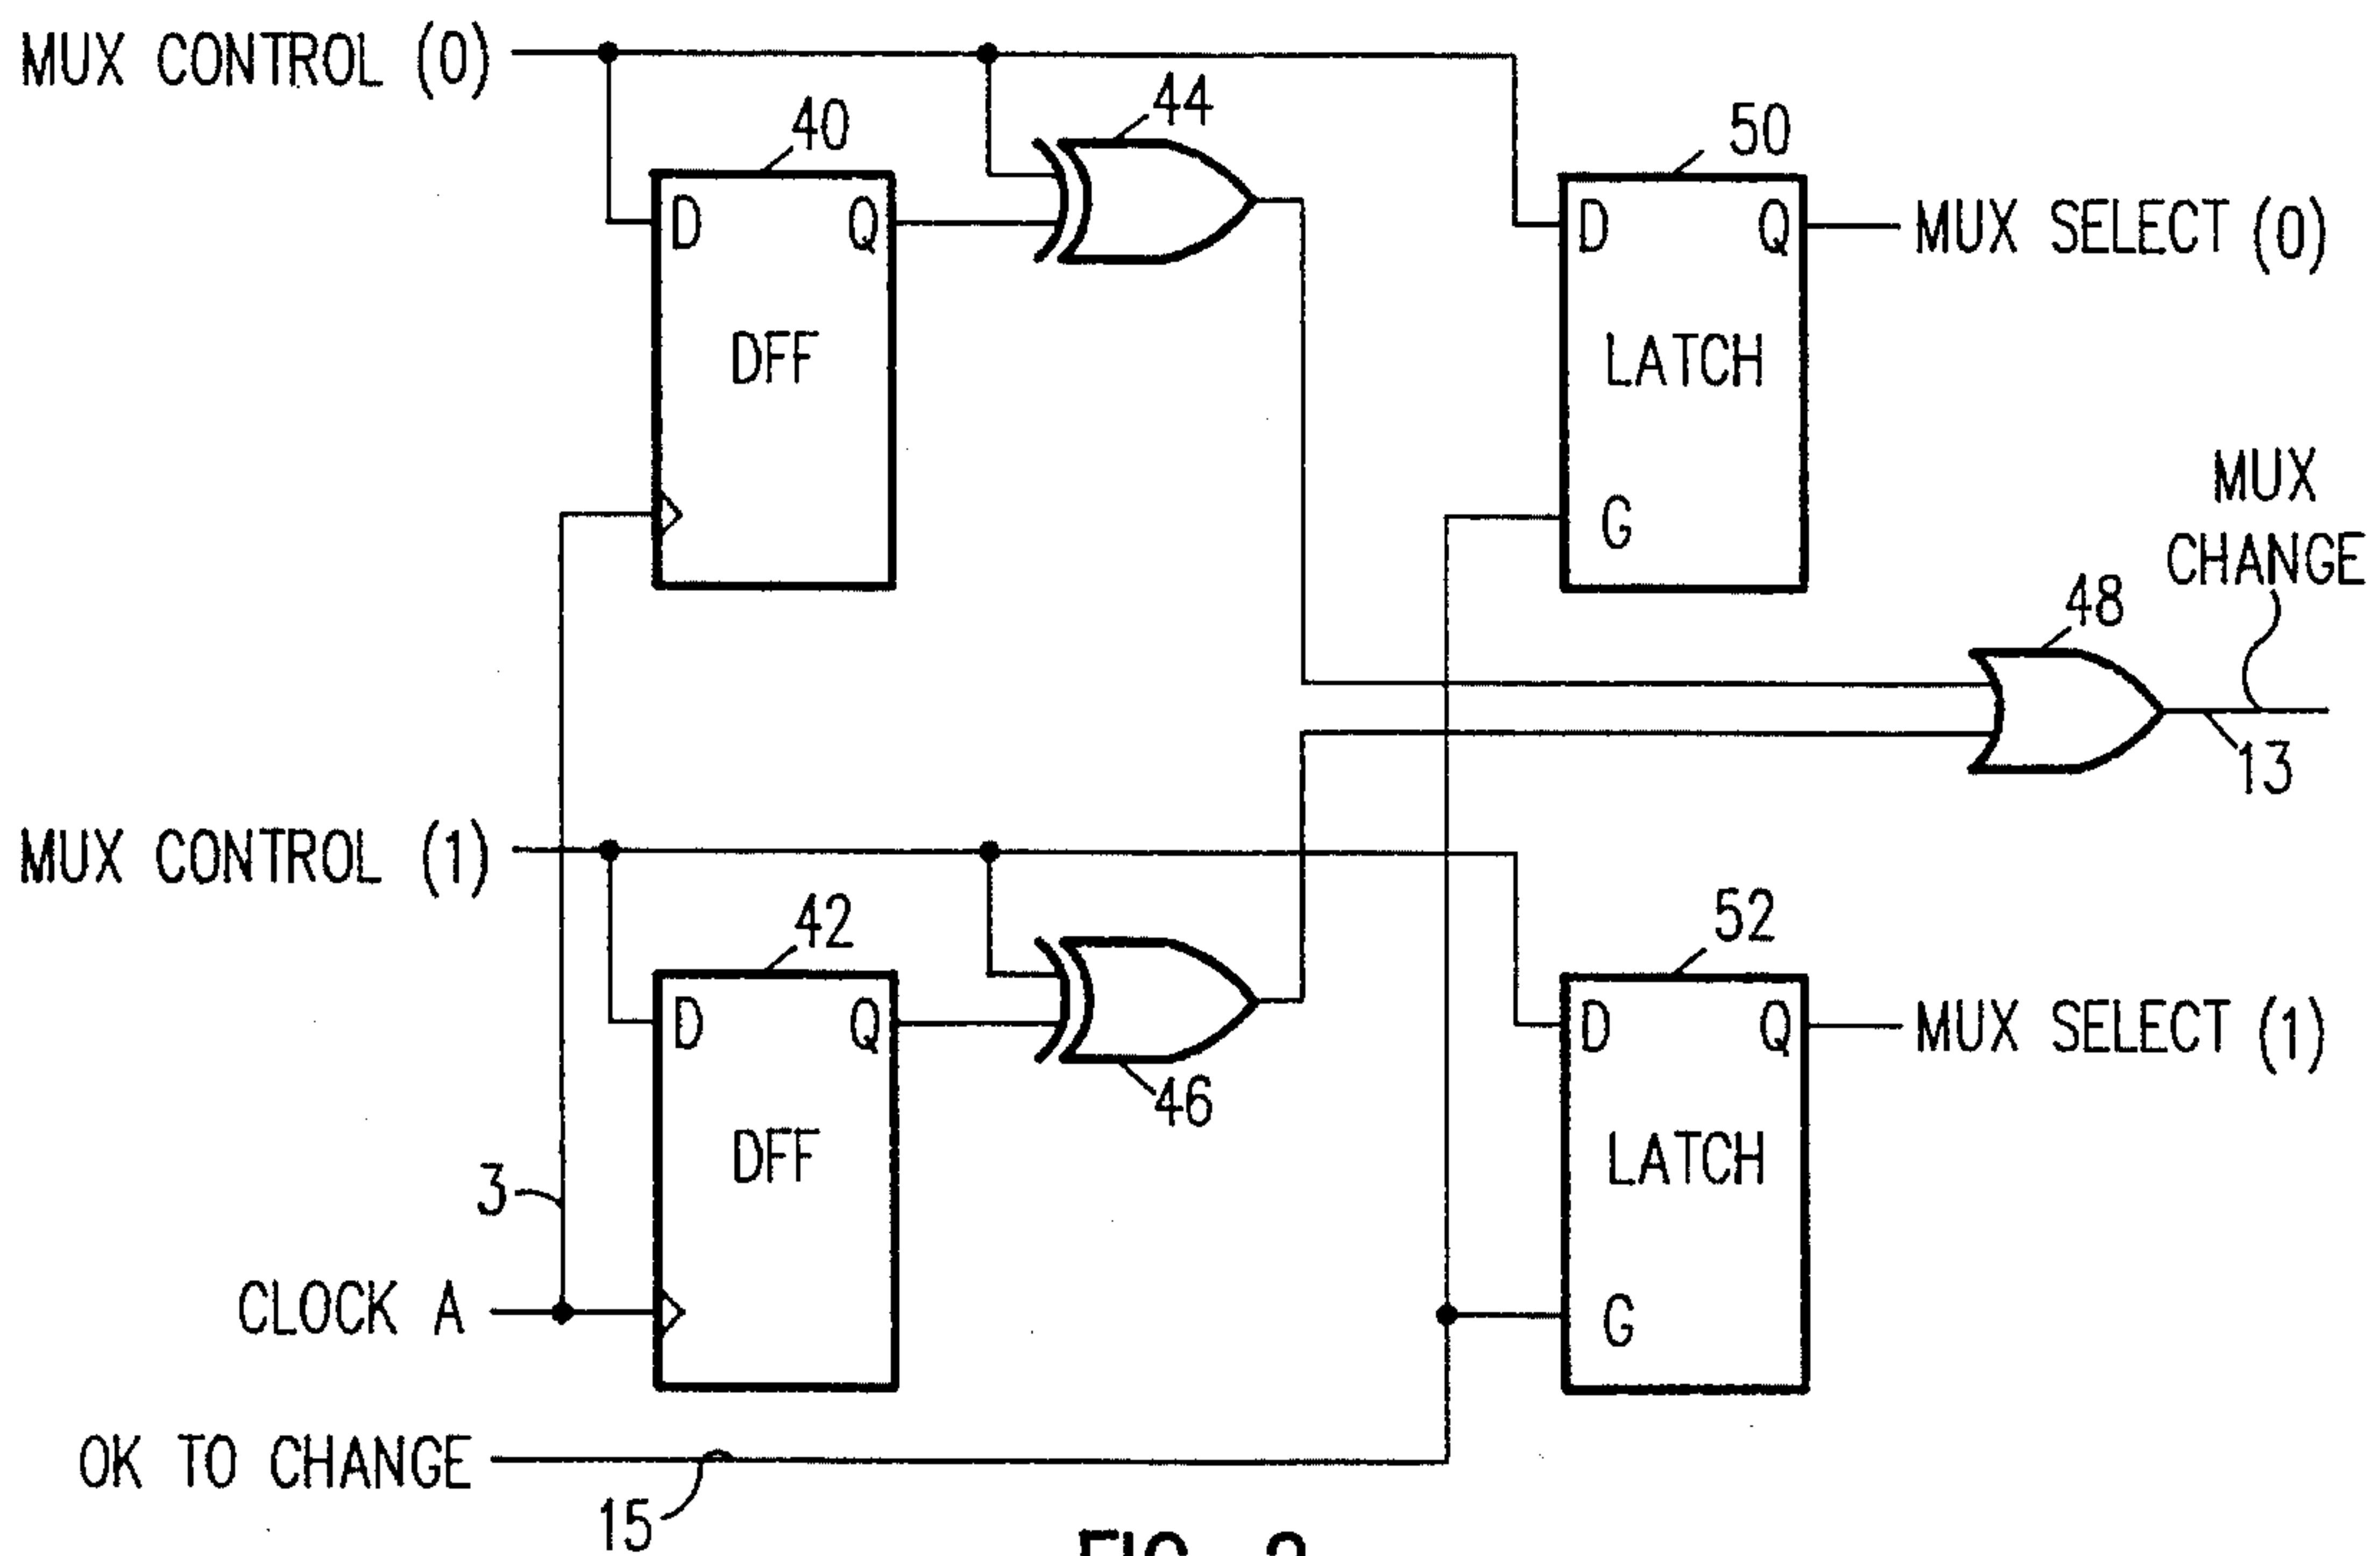 MUX CONTROL (0)
40
44
50
D Q
DFF
D Q
LATCH
G
MUX SELECT (0)
MUX
CHANGE
48
13
MUX CONTROL (1)
42
46
52
D Q
DFF
D Q
LATCH
G
MUX SELECT (1)
3
CLOCK A
OK TO CHANGE
15